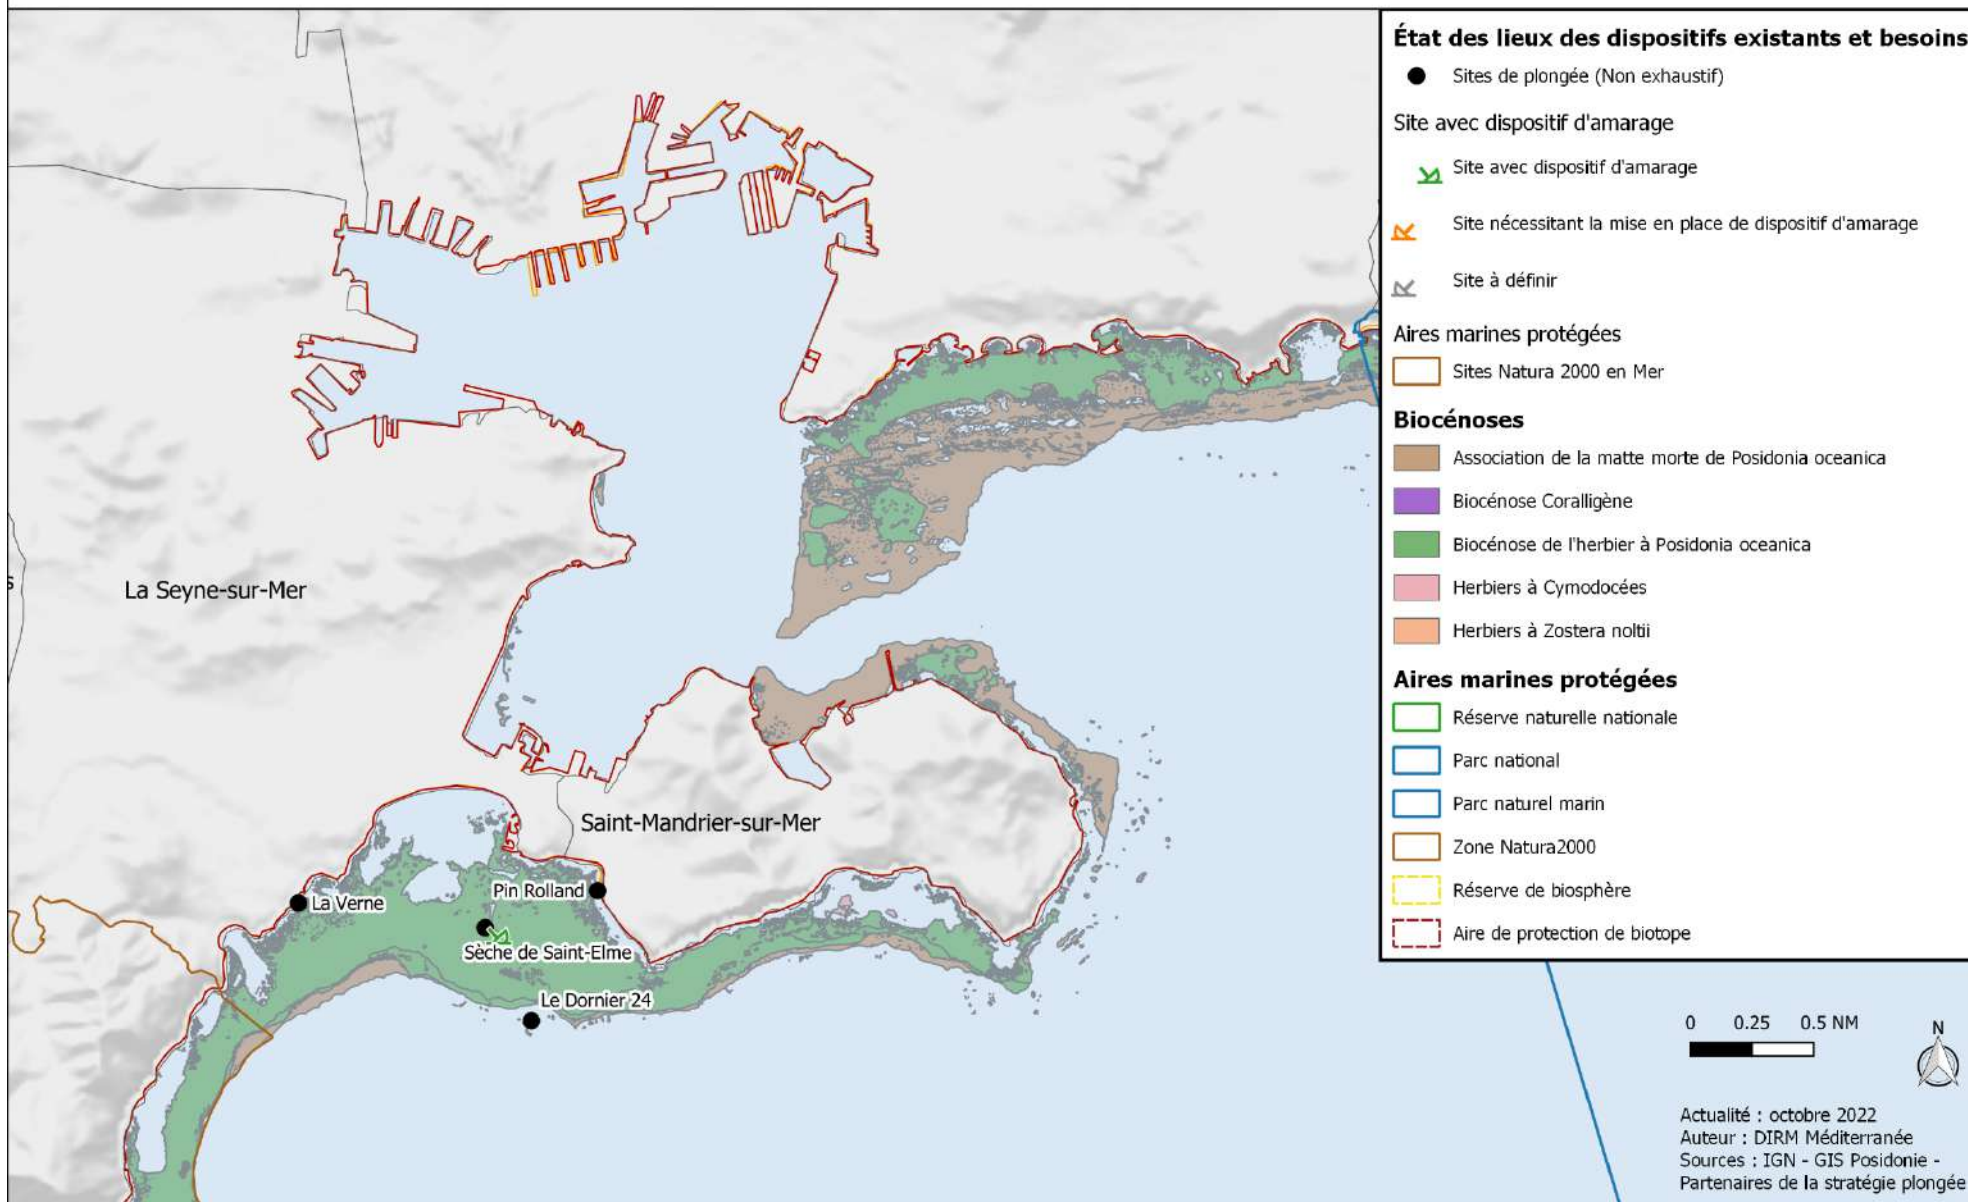 État des lieux des dispositifs existants et besoins
Sites de plongée (Non exhaustif)
Site avec dispositif d'amarage
Site avec dispositif d'amarage
Site nécessitant la mise en place de dispositif d'amarage
Site à définir
Aires marines protégées
Sites Natura 2000 en Mer
Biocénoses
Association de la matte morte de Posidonia oceanica
Biocénose Coralligène
Biocénose de l'herbier à Posidonia oceanica
Herbiers à Cymodocées
Herbiers à Zostera noltii
Aires marines protégées
Réserve naturelle nationale
Parc national
Parc naturel marin
Zone Natura2000
Réserve de biosphère
Aire de protection de biotope
s
La Seyne-sur-Mer
Saint-Mandrier-sur-Mer
Pin Rolland
La Verne
Sèche de Saint-Elme
Le Dornier 24
0 0.25 0.5 NM
N
Actualité : octobre 2022
Auteur : DIRM Méditerranée
Sources : IGN - GIS Posidonie -
Partenaires de la stratégie plongée